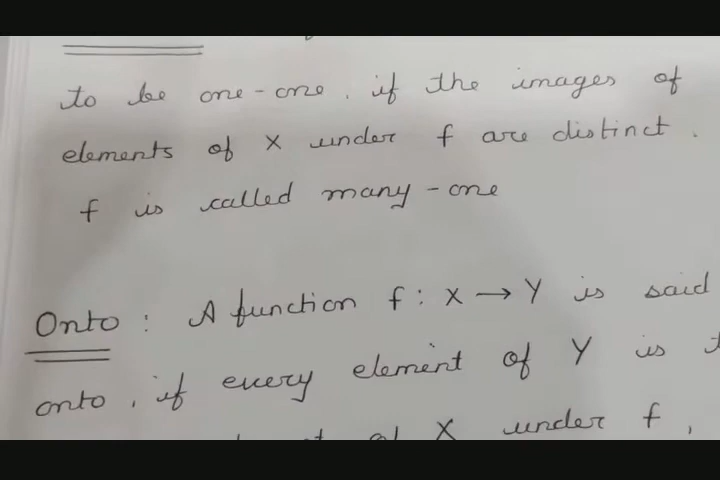 to be one-one, if the images of
elements of X under f are distinct.
f is called many-one
Onto: A function f: X → Y is said
onto, if every element of Y is
of X under f,